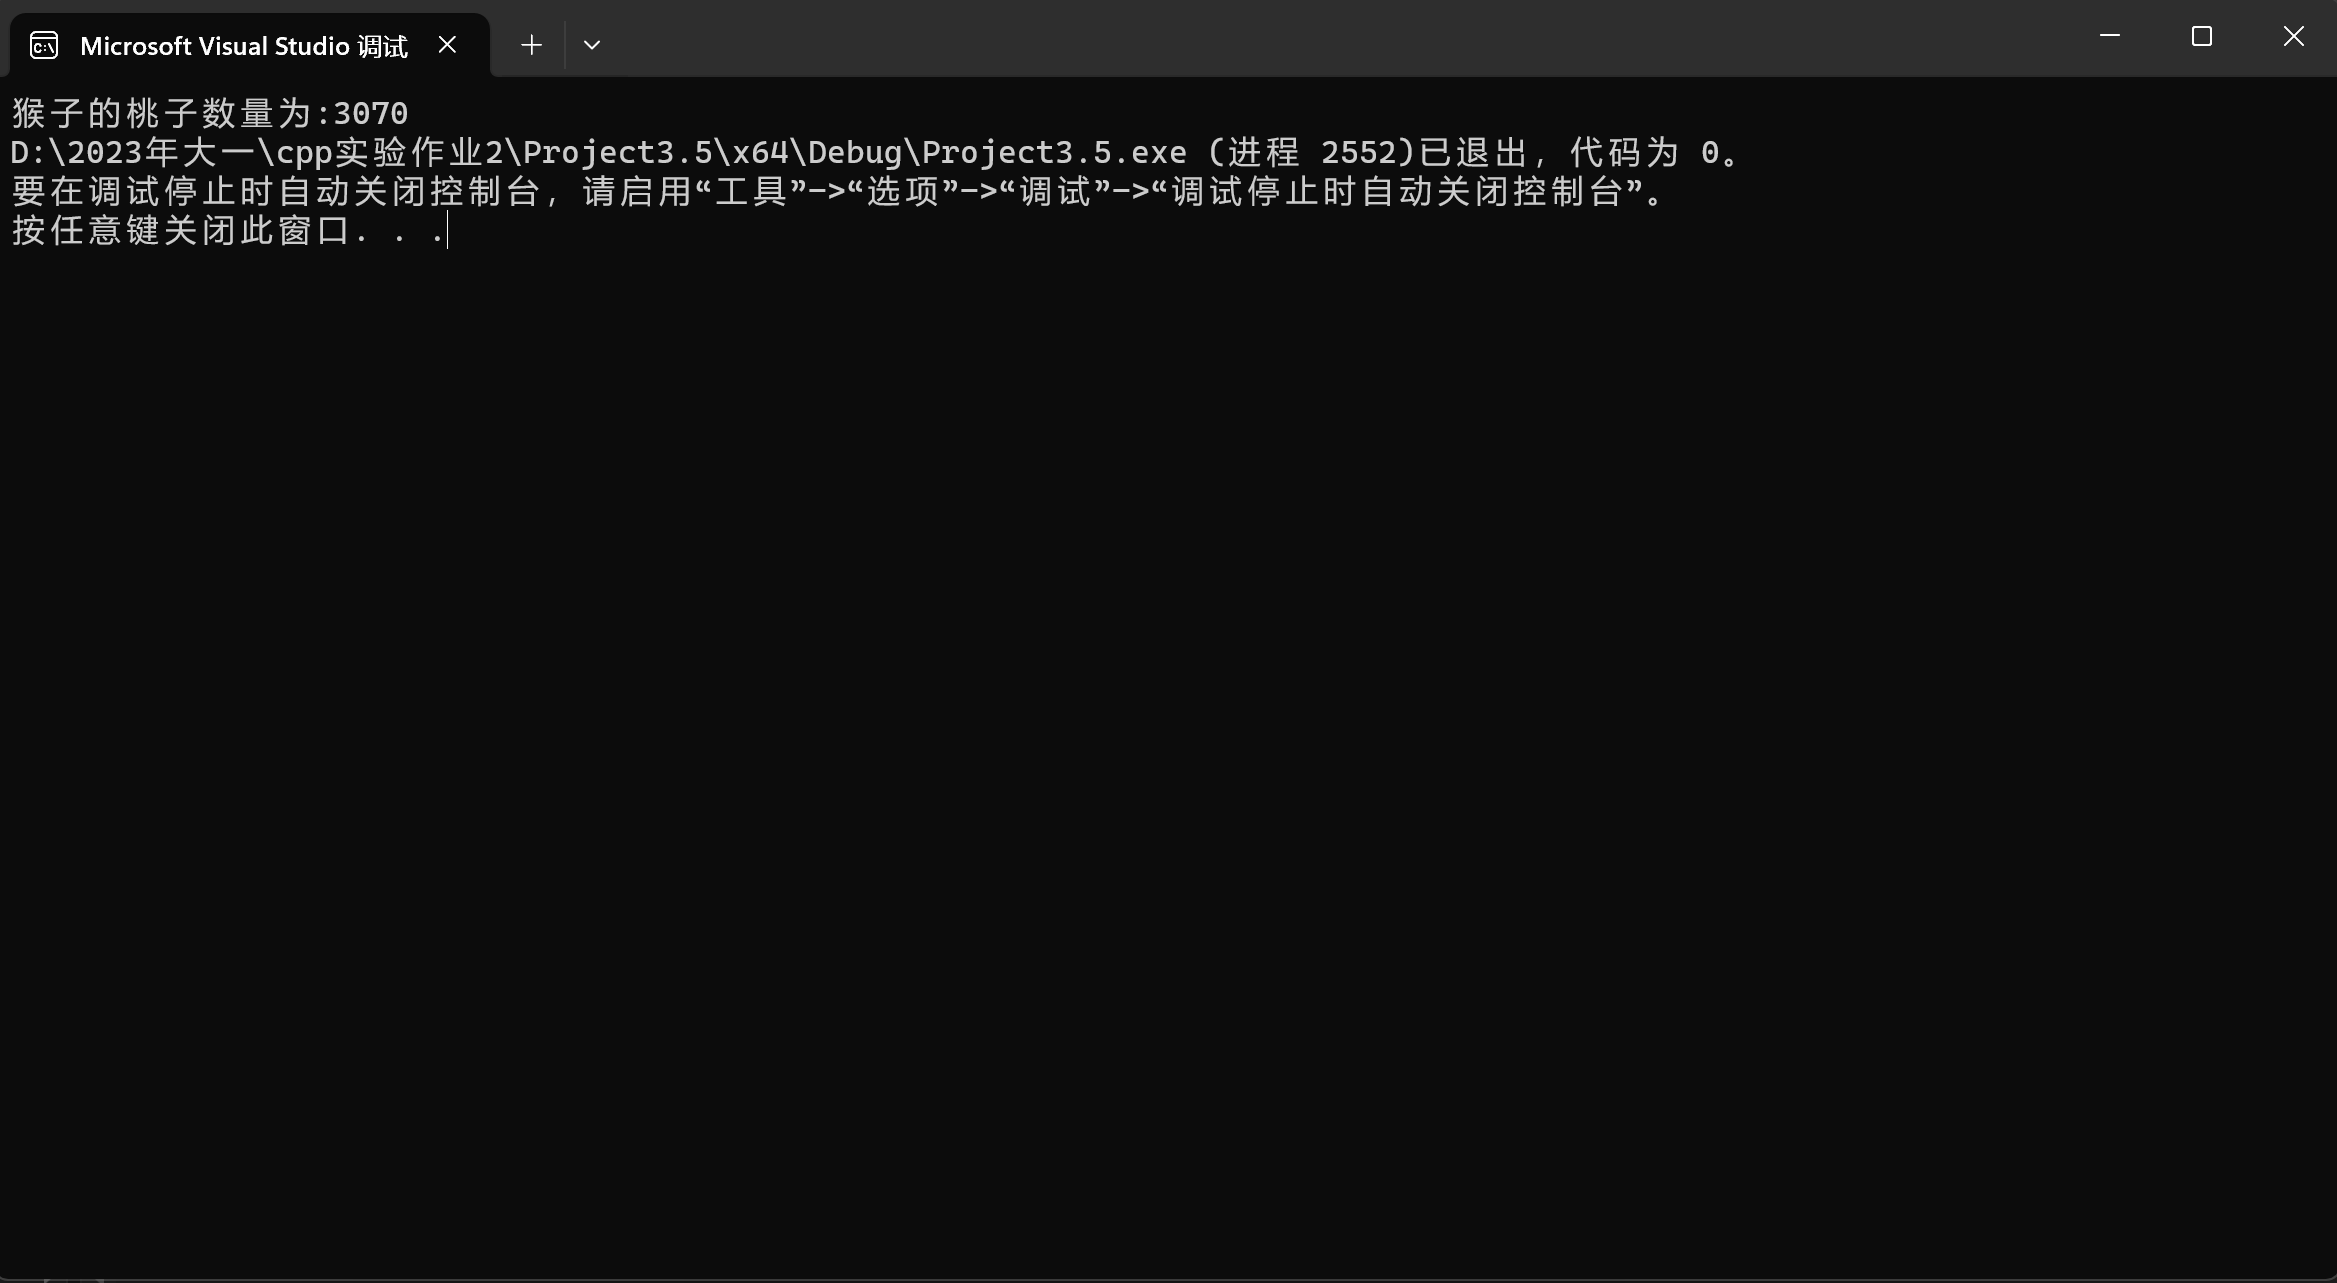 Microsoft Visual Studio 调试
猴子的桃子数量为:3070
D:\2023年大一\cpp实验作业2\Project3.5\x64\Debug\Project3.5.exe (进程 2552)已退出，代码为 0。
要在调试停止时自动关闭控制台，请启用“工具”->“选项”->“调试”->“调试停止时自动关闭控制台”。
按任意键关闭此窗口. . .